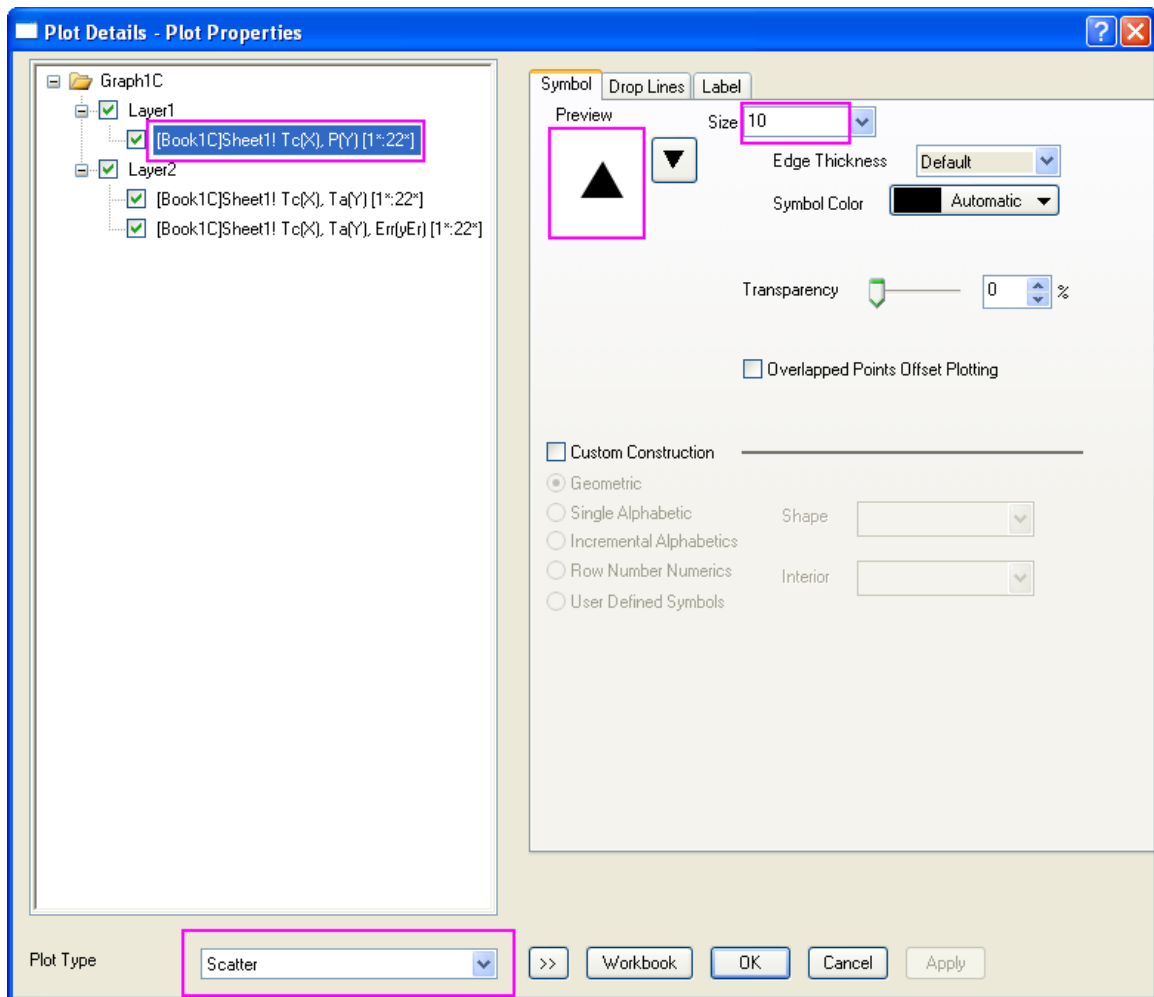 Plot Details - Plot Properties
Graph1C
Layer1
[Book1C]Sheet1! Tc(X), P(Y) [1*:22*]
Layer2
[Book1C]Sheet1! Tc(X), Ta(Y) [1*:22*]
[Book1C]Sheet1! Tc(X), Ta(Y), Err(yEr) [1*:22*]
Symbol Drop Lines Label
Preview
Size 10
Edge Thickness Default
Symbol Color Automatic
Transparency 0 %
Overlapped Points Offset Plotting
Custom Construction
Geometric
Single Alphabetic
Shape
Incremental Alphabetics
Row Number Numerics
Interior
User Defined Symbols
Plot Type Scatter >> Workbook OK Cancel Apply